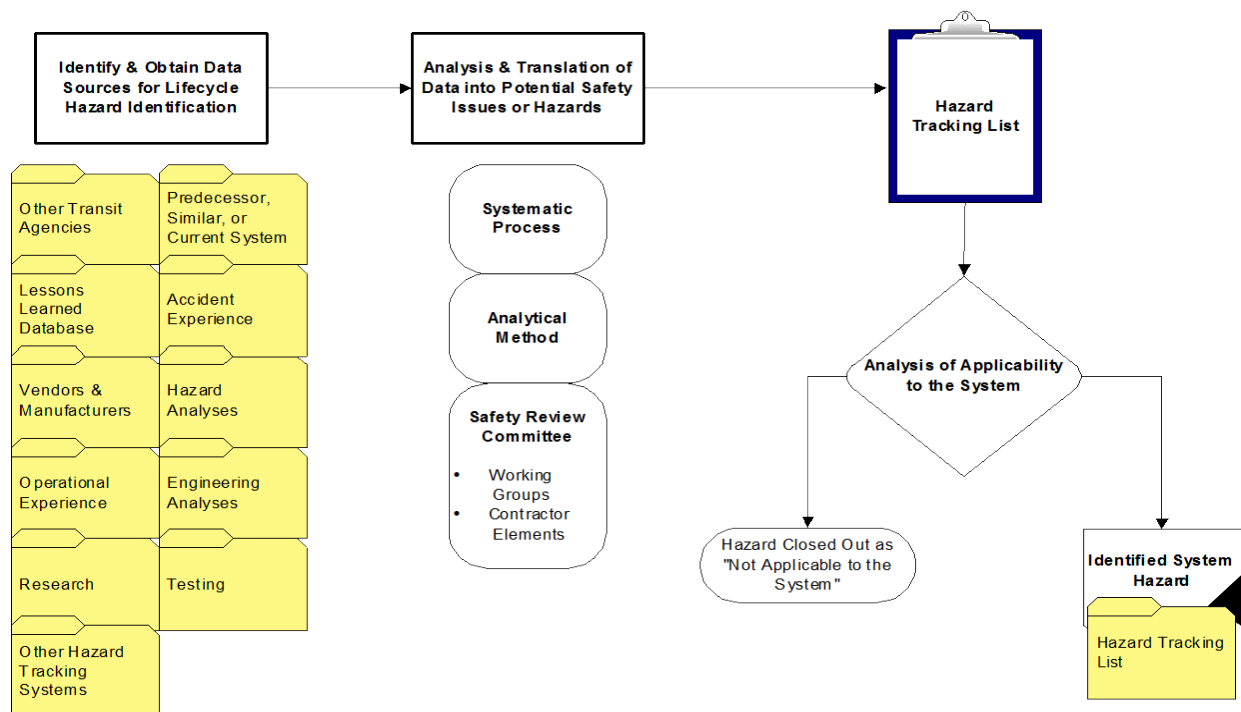 Identify & Obtain Data
Sources for Lifecycle
Hazard Identification
Analysis & Translation of
Data into Potential Safety
Issues or Hazards
Hazard
Tracking List
Other Transit
Agencies
Predecessor,
Similar, or
Current System
Lessons
Learned
Database
Accident
Experience
Vendors &
Manufacturers
Hazard
Analyses
Operational
Experience
Engineering
Analyses
Research
Testing
Other Hazard
Tracking
Systems
Systematic
Process
Analytical
Method
Safety Review
Committee
• Working
Groups
• Contractor
Elements
Analysis of Applicability
to the System
Hazard Closed Out as
"Not Applicable to the
System"
Identified System
Hazard
Hazard Tracking
List